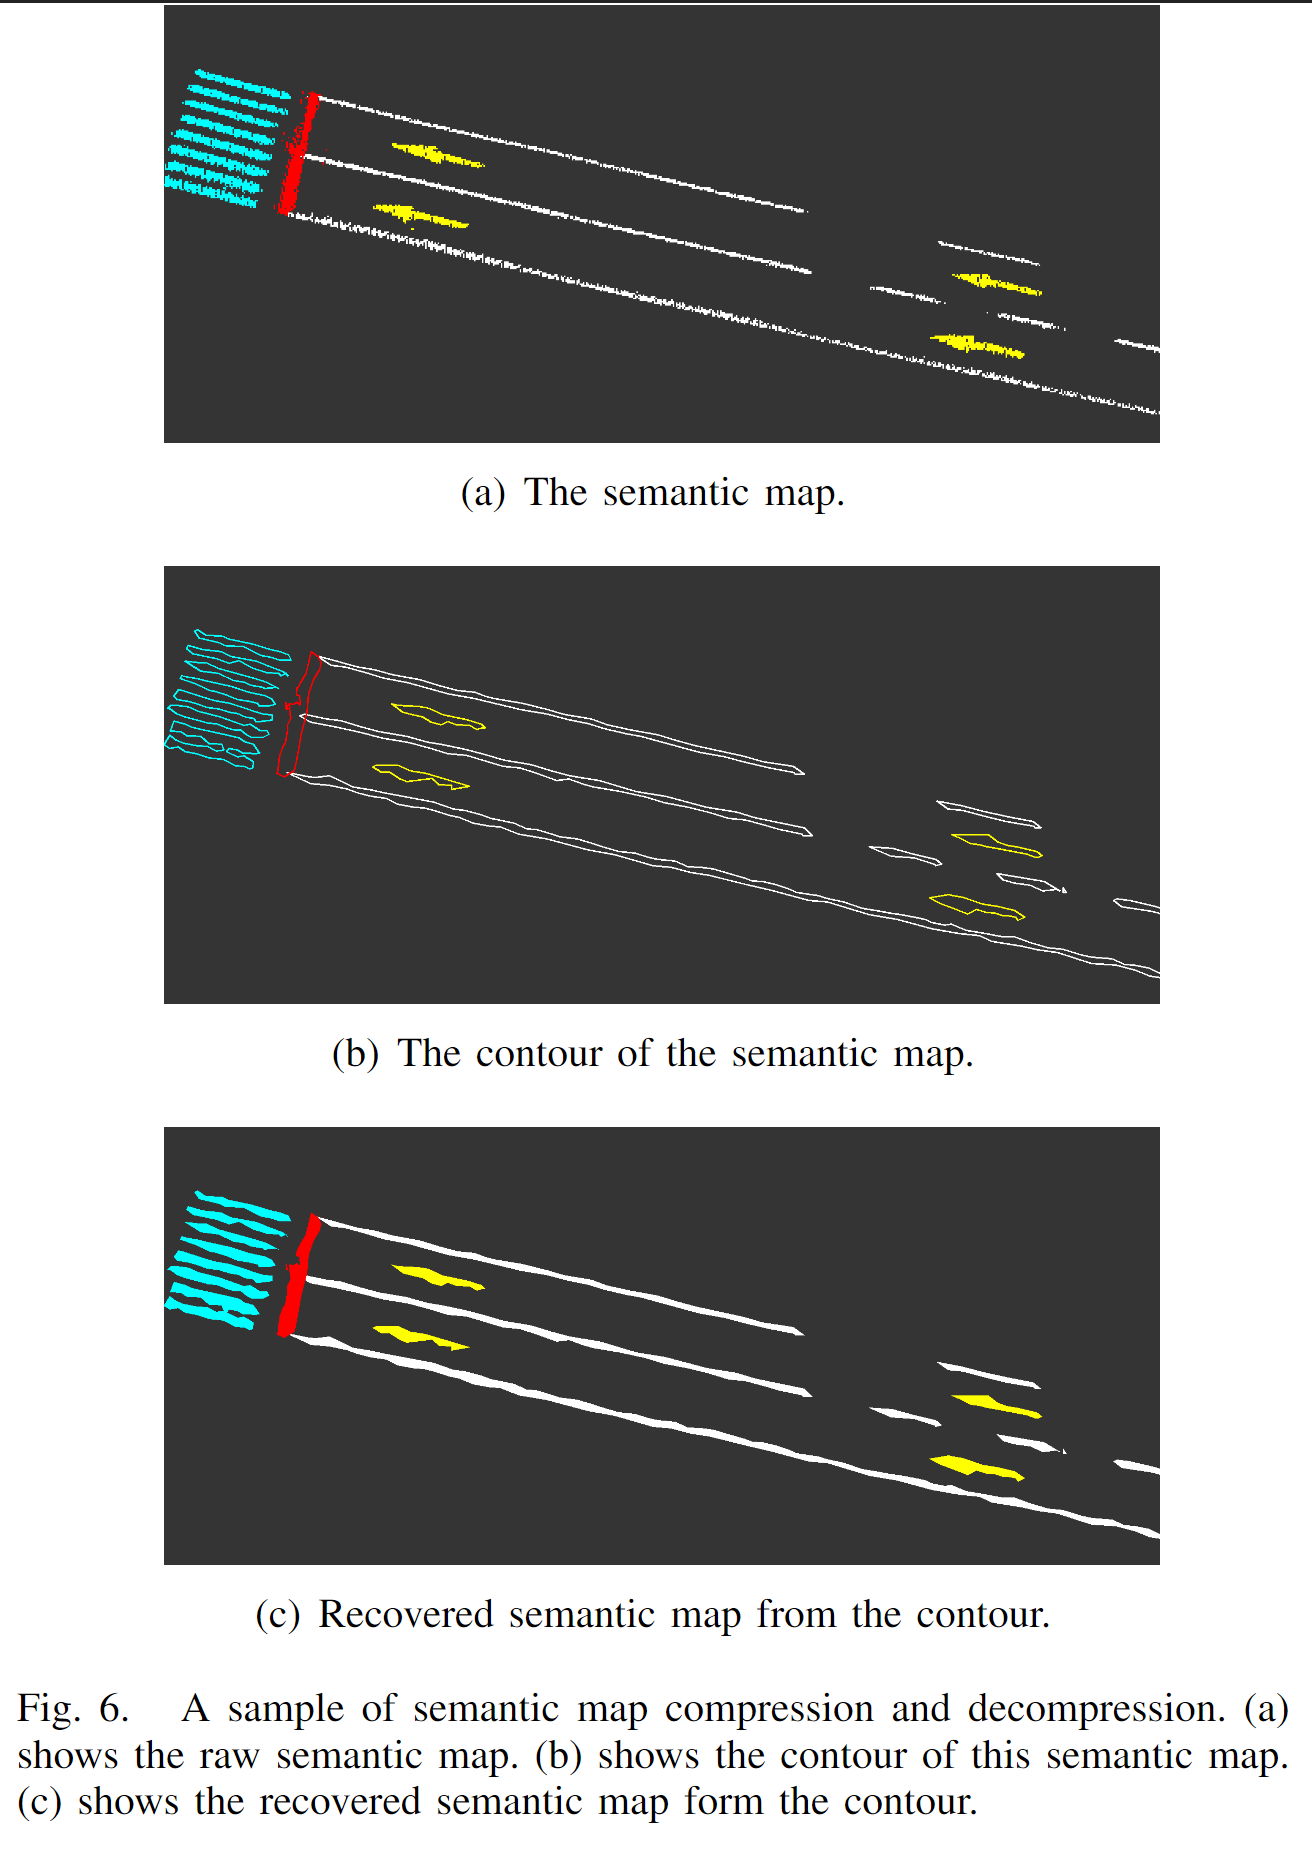 (a) The semantic map.
(b) The contour of the semantic map.
(c) Recovered semantic map from the contour.
Fig. 6. A sample of semantic map compression and decompression. (a)
shows the raw semantic map. (b) shows the contour of this semantic map.
(c) shows the recovered semantic map form the contour.